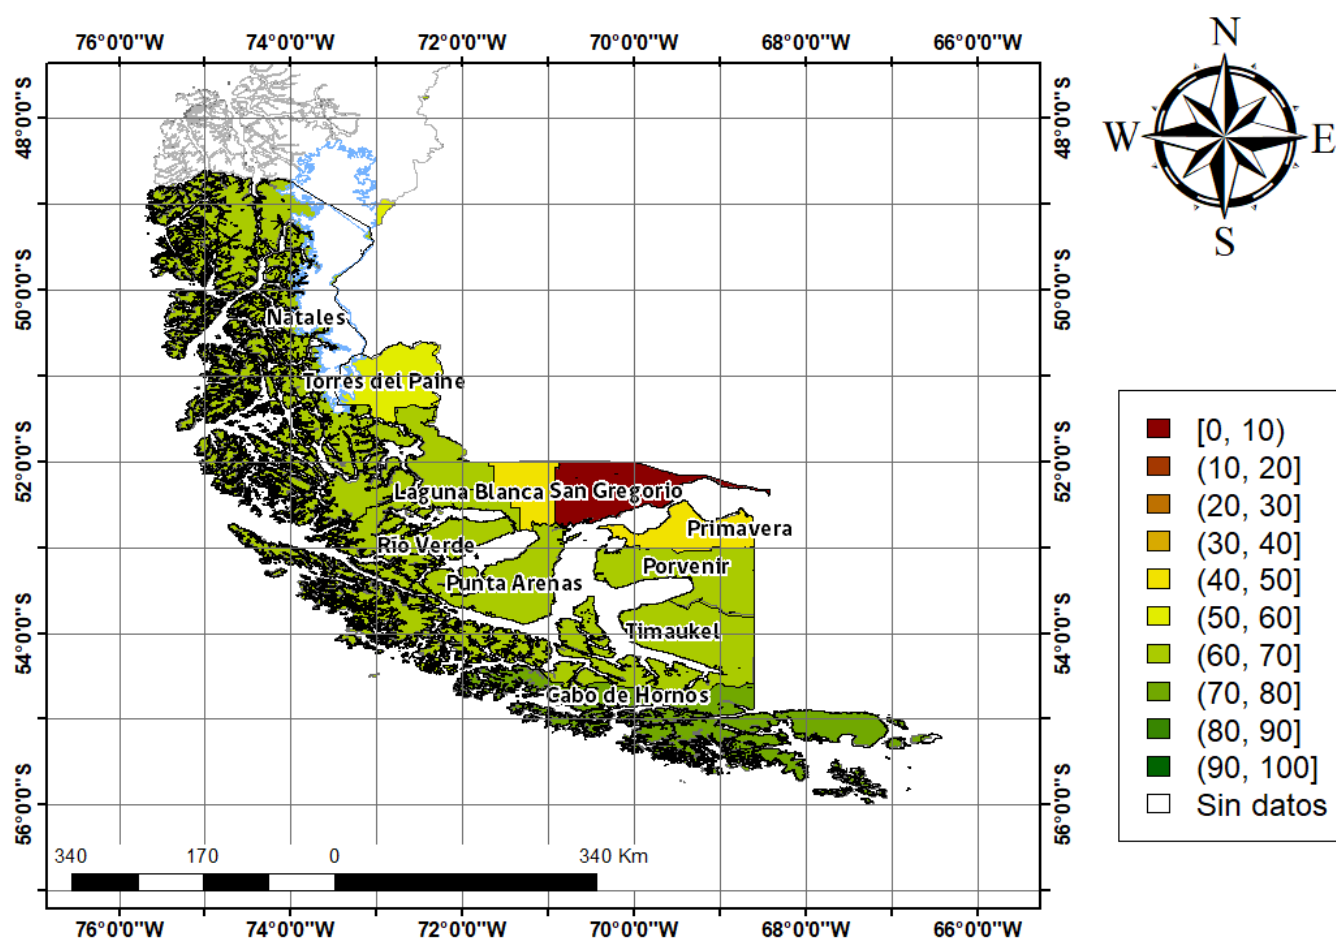 76°0'0"W 74°0'0"W 72°0'0"W 70°0'0"W 68°0'0"W 66°0'0"W
N
W E
S
48°0'0"S 48°0'0"S
50°0'0"S 50°0'0"S
52°0'0"S 52°0'0"S
54°0'0"S 54°0'0"S
56°0'0"S 56°0'0"S
Natales
Torres del Paine
Laguna Blanca San Gregorio
Primavera
Río Verde
Porvenir
Punta Arenas
Timaukel
Cabo de Hornos
[0, 10)
(10, 20]
(20, 30]
(30, 40]
(40, 50]
(50, 60]
(60, 70]
(70, 80]
(80, 90]
(90, 100]
Sin datos
340 170 0 340 Km
76°0'0"W 74°0'0"W 72°0'0"W 70°0'0"W 68°0'0"W 66°0'0"W